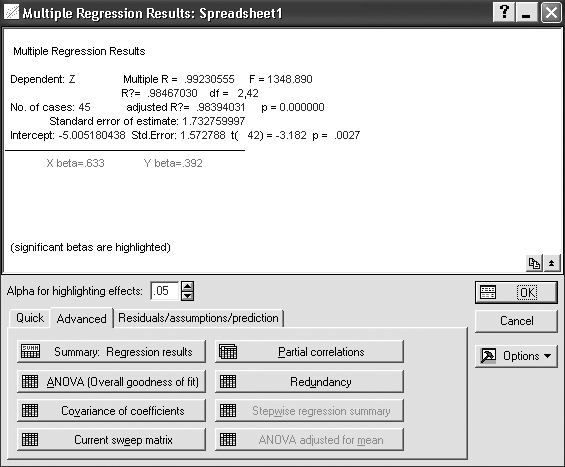 Multiple Regression Results: Spreadsheet1
Multiple Regression Results
Dependent: Z Multiple R = .99230555 F = 1348.890
R?= .98467030 df = 2,42
No. of cases: 45 adjusted R?= .98394031 p = 0.000000
Standard error of estimate: 1.732759997
Intercept: -5.005180438 Std.Error: 1.572788 t( 42) = -3.182 p = .0027
X beta=.633 Y beta=.392
(significant betas are highlighted)
Alpha for highlighting effects: .05
OK
Quick Advanced Residuals/assumptions/prediction
Cancel
Summary: Regression results Partial correlations
Options
ANOVA (Overall goodness of fit) Redundancy
Covariance of coefficients Stepwise regression summary
Current sweep matrix ANOVA adjusted for mean